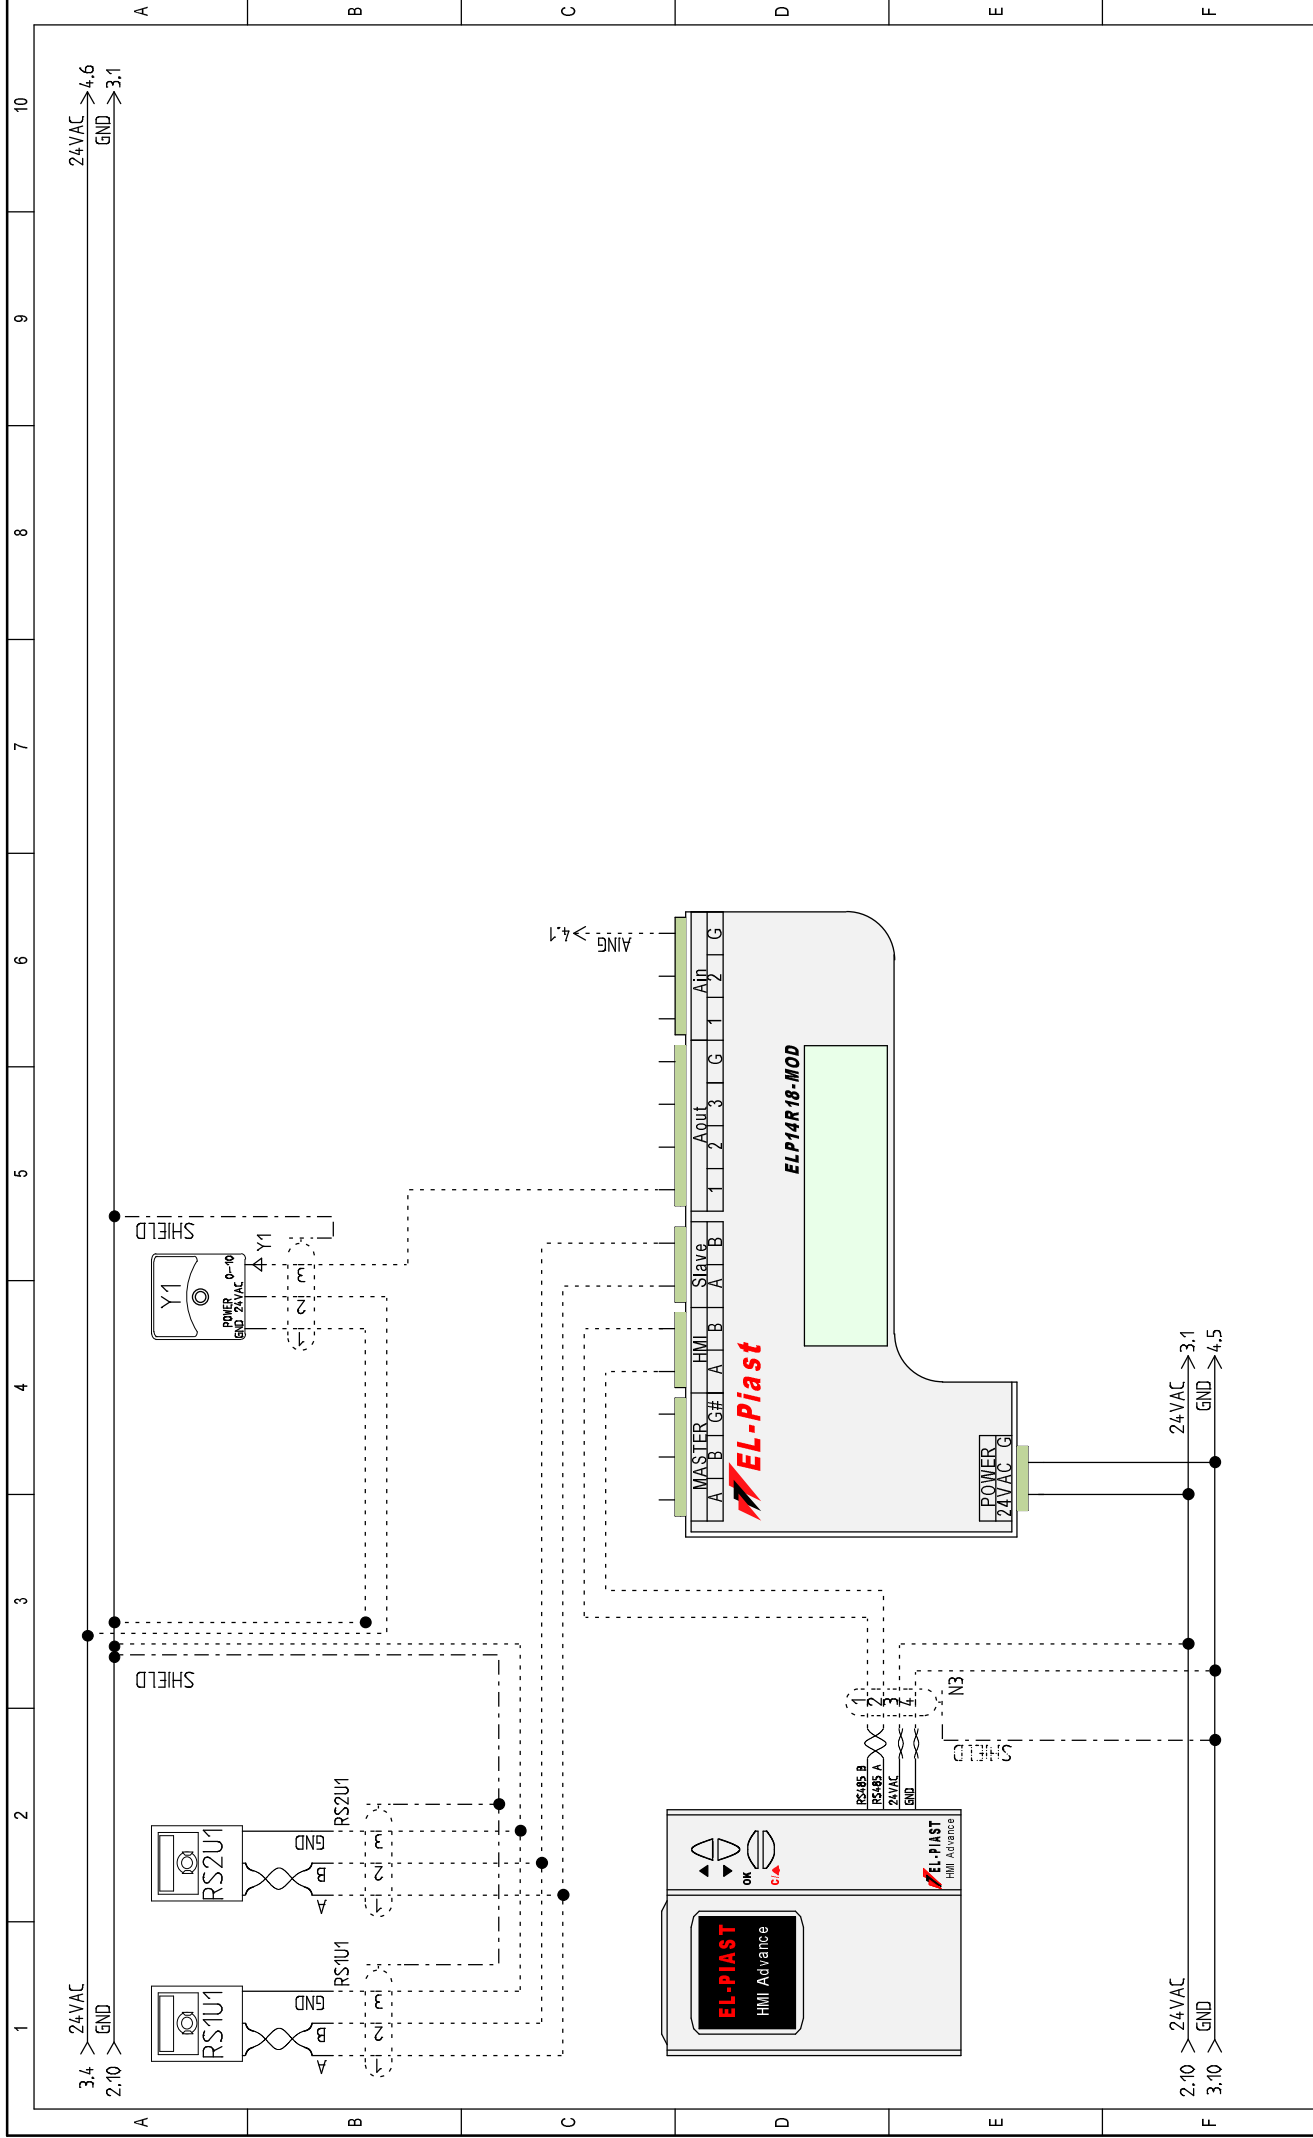 A B C D E F
1 2 3 4 5 6 7 8 9 10
3.4 24VAC
2.10 GND
24VAC 4.6
GND 3.1
RS1U1
A B GND
1 2 3
RS1U1
RS2U1
A B GND
1 2 3
RS2U1
SHIELD
Y1
POWER
GND 24VAC 0-10
1 2 3
Y1
SHIELD
AING
4.1
MASTER HMI Slave Aout Ain
A B G# A B A B 1 2 3 G 1 2 G
EL-Piast
ELP14R18-MOD
POWER
24VAC G
EL-PIAST
HMI Advance
OK
C/
EL-PIAST
HMI Advance
RS485 B
RS485 A
24VAC
GND
1
2
3
4
N3
SHIELD
2.10 24VAC
3.10 GND
24VAC 3.1
GND 4.5
A B C D E F